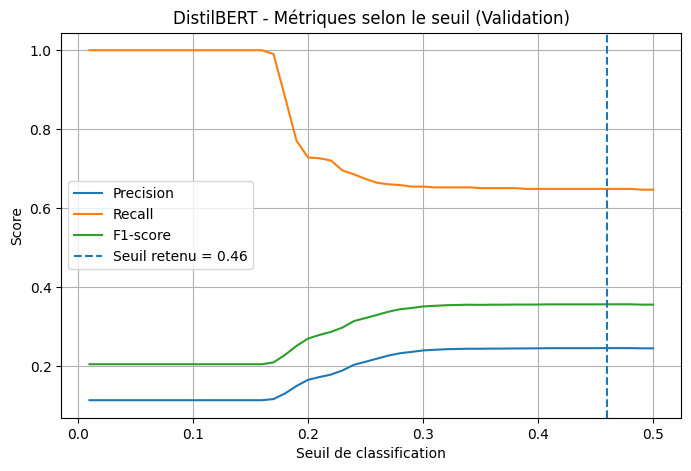 DistilBERT - Métriques selon le seuil (Validation)
1.0
0.8
0.6
0.4
0.2
Score
Precision
Recall
F1-score
Seuil retenu = 0.46
0.0 0.1 0.2 0.3 0.4 0.5
Seuil de classification